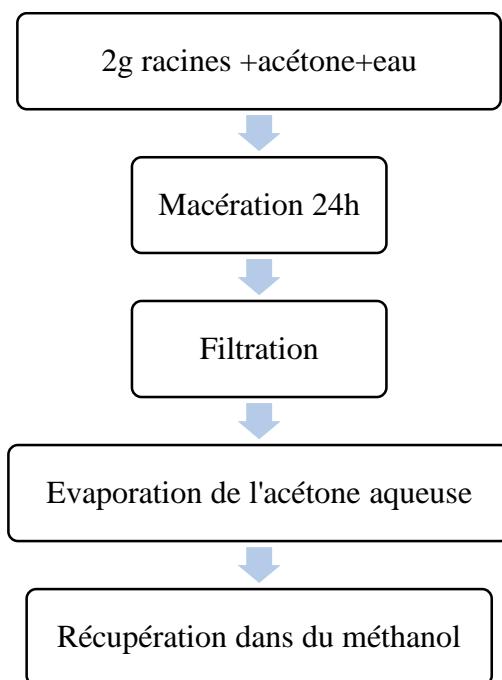 2g racines +acétone+eau
Macération 24h
Filtration
Evaporation de l'acétone aqueuse
Récupération dans du méthanol